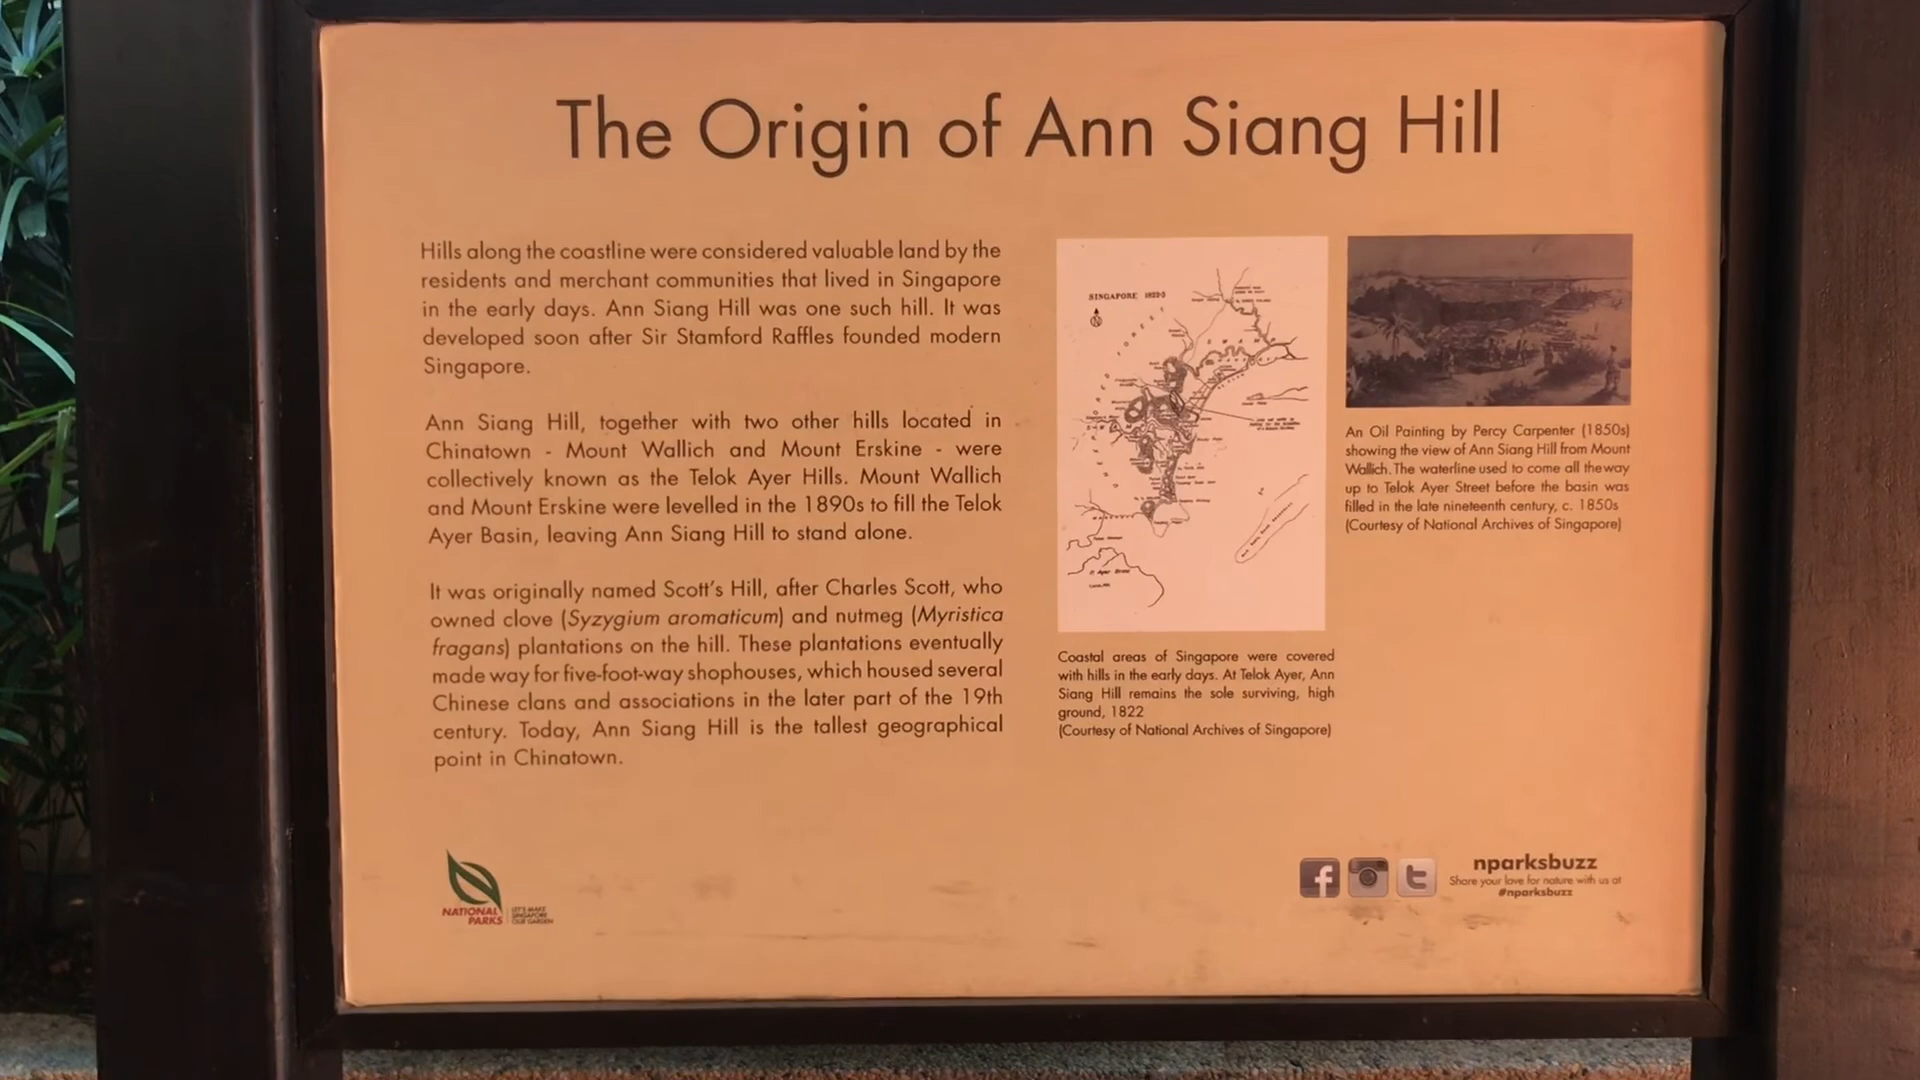 The Origin of Ann Siang Hill
Hills along the coastline were considered valuable land by the
residents and merchant communities that lived in Singapore
in the early days. Ann Siang Hill was one such hill. It was
developed soon after Sir Stamford Raffles founded modern
Singapore.
Ann Siang Hill, together with two other hills located in
Chinatown - Mount Wallich and Mount Erskine - were
collectively known as the Telok Ayer Hills. Mount Wallich
and Mount Erskine were levelled in the 1890s to fill the Telok
Ayer Basin, leaving Ann Siang Hill to stand alone.
It was originally named Scott's Hill, after Charles Scott, who
owned clove (Syzygium aromaticum) and nutmeg (Myristica
fragans) plantations on the hill. These plantations eventually
made way for five-foot-way shophouses, which housed several
Chinese clans and associations in the later part of the 19th
century. Today, Ann Siang Hill is the tallest geographical
point in Chinatown.
SINGAPORE 1822-3
Coastal areas of Singapore were covered
with hills in the early days. At Telok Ayer, Ann
Siang Hill remains the sole surviving, high
ground, 1822
(Courtesy of National Archives of Singapore)
An Oil Painting by Percy Carpenter (1850s)
showing the view of Ann Siang Hill from Mount
Wallich. The waterline used to come all the way
up to Telok Ayer Street before the basin was
filled in the late nineteenth century, c. 1850s
(Courtesy of National Archives of Singapore)
NATIONAL
PARKS
LET'S MAKE
SINGAPORE
OUR GARDEN
nparksbuzz
Share your love for nature with us at
#nparksbuzz